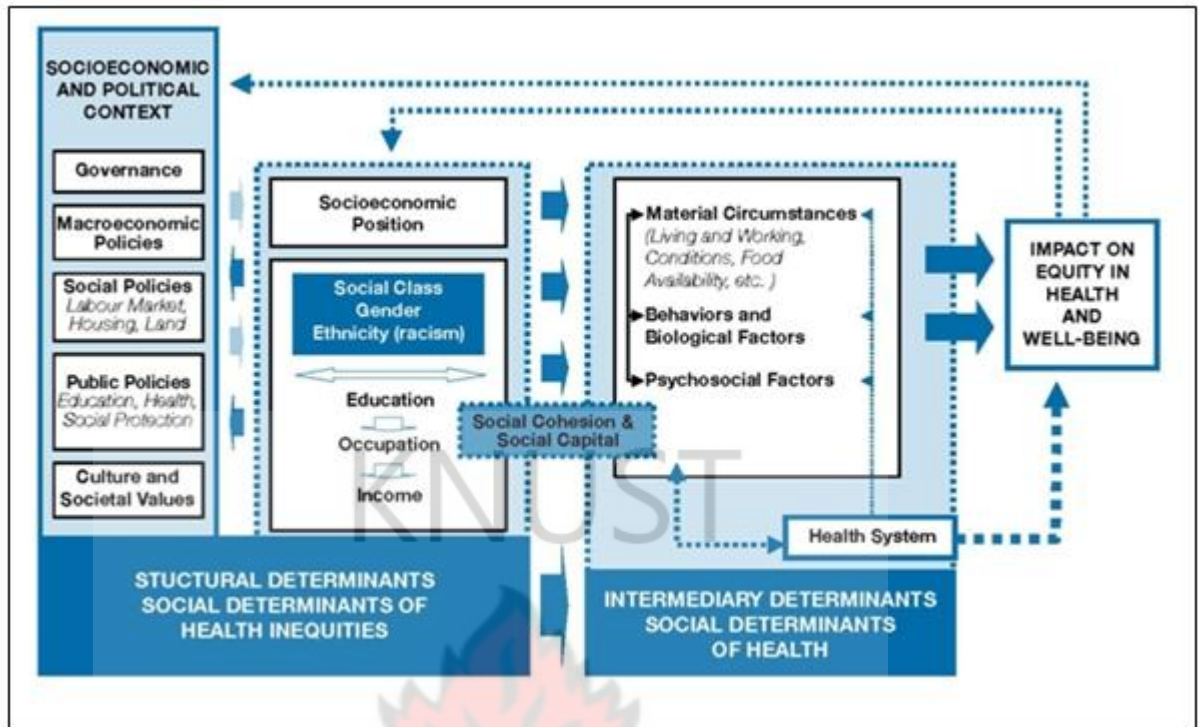 SOCIOECONOMIC
AND POLITICAL
CONTEXT
Governance
Macroeconomic
Policies
Social Policies
Labour Market,
Housing, Land
Public Policies
Education, Health,
Social Protection
Culture and
Societal Values
Socioeconomic
Position
Social Class
Gender
Ethnicity (racism)
Education
Occupation
Income
Social Cohesion &
Social Capital
Material Circumstances
(Living and Working,
Conditions, Food
Availability, etc. )
Behaviors and
Biological Factors
Psychosocial Factors
Health System
IMPACT ON
EQUITY IN
HEALTH
AND
WELL-BEING
STUCTURAL DETERMINANTS
SOCIAL DETERMINANTS OF
HEALTH INEQUITIES
INTERMEDIARY DETERMINANTS
SOCIAL DETERMINANTS
OF HEALTH
KNUST